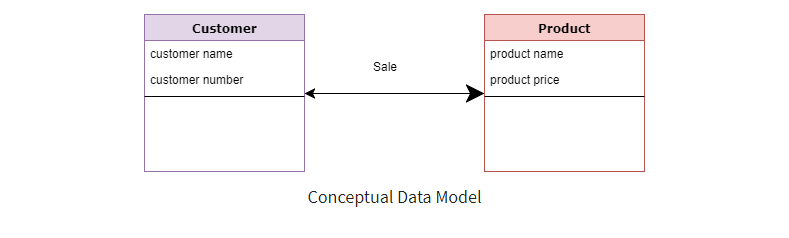 Customer
customer name
customer number
Sale
Product
product name
product price
Conceptual Data Model